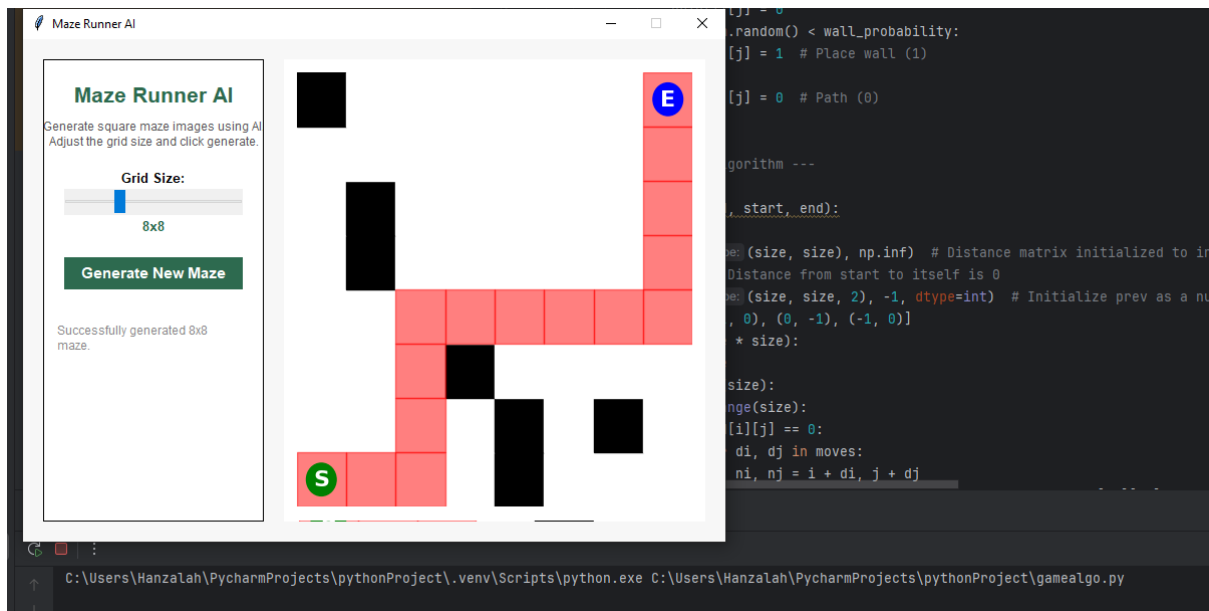 Maze Runner AI
Maze Runner AI
Generate square maze images using AI
Adjust the grid size and click generate.
Grid Size:
8x8
Generate New Maze
Successfully generated 8x8
maze.
E
S
[j] = 0
.random() < wall_probability:
[j] = 1  # Place wall (1)
[j] = 0  # Path (0)
gorithm ---
, start, end):
(size, size), np.inf)  # Distance matrix initialized to in
Distance from start to itself is 0
(size, size, 2), -1, dtype=int)  # Initialize prev as a nu
, 0), (0, -1), (-1, 0)]
* size):
size):
nge(size):
[i][j] == 0:
di, dj in moves:
ni, nj = i + di, j + dj
C:\Users\Hanzalah\PycharmProjects\pythonProject\.venv\Scripts\python.exe C:\Users\Hanzalah\PycharmProjects\pythonProject\gamealgo.py